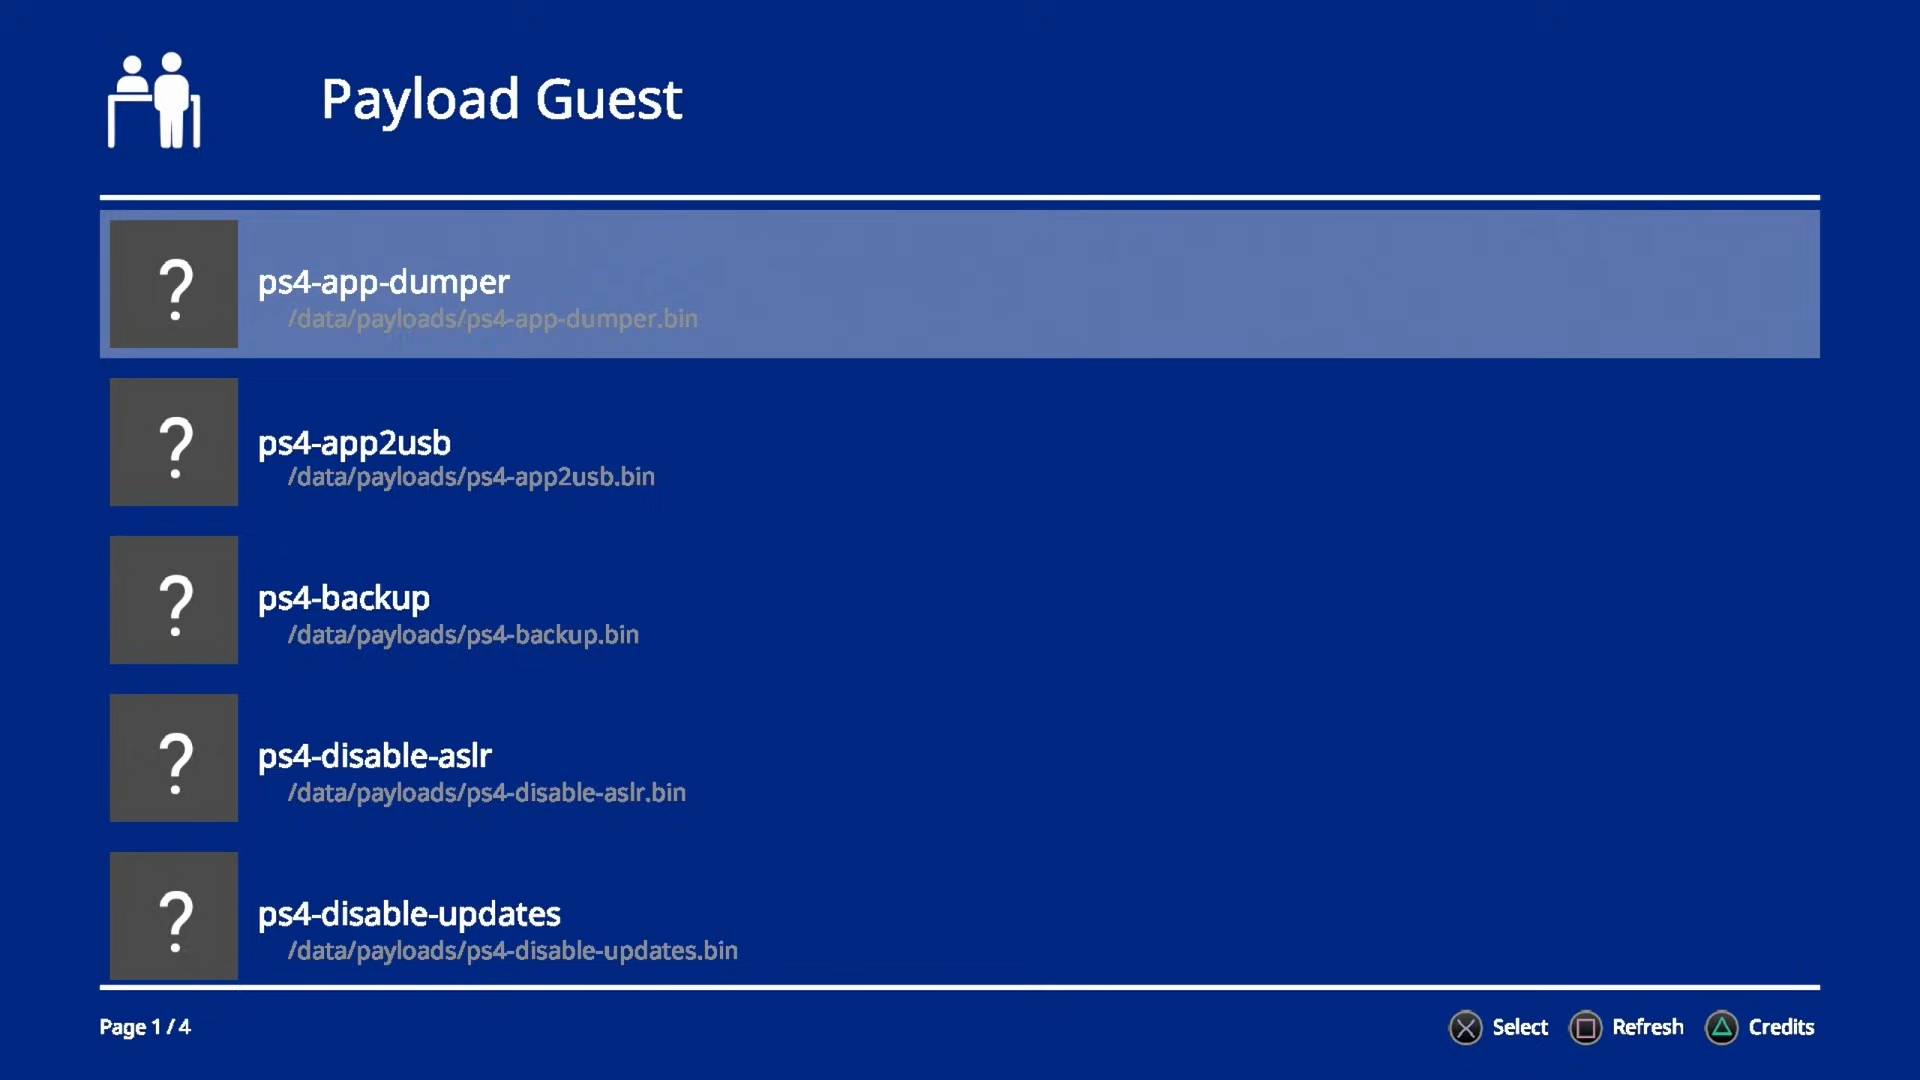 Payload Guest
?
ps4-app-dumper
/data/payloads/ps4-app-dumper.bin
?
ps4-app2usb
/data/payloads/ps4-app2usb.bin
?
ps4-backup
/data/payloads/ps4-backup.bin
?
ps4-disable-aslr
/data/payloads/ps4-disable-aslr.bin
?
ps4-disable-updates
/data/payloads/ps4-disable-updates.bin
Page 1 / 4 Select Refresh Credits